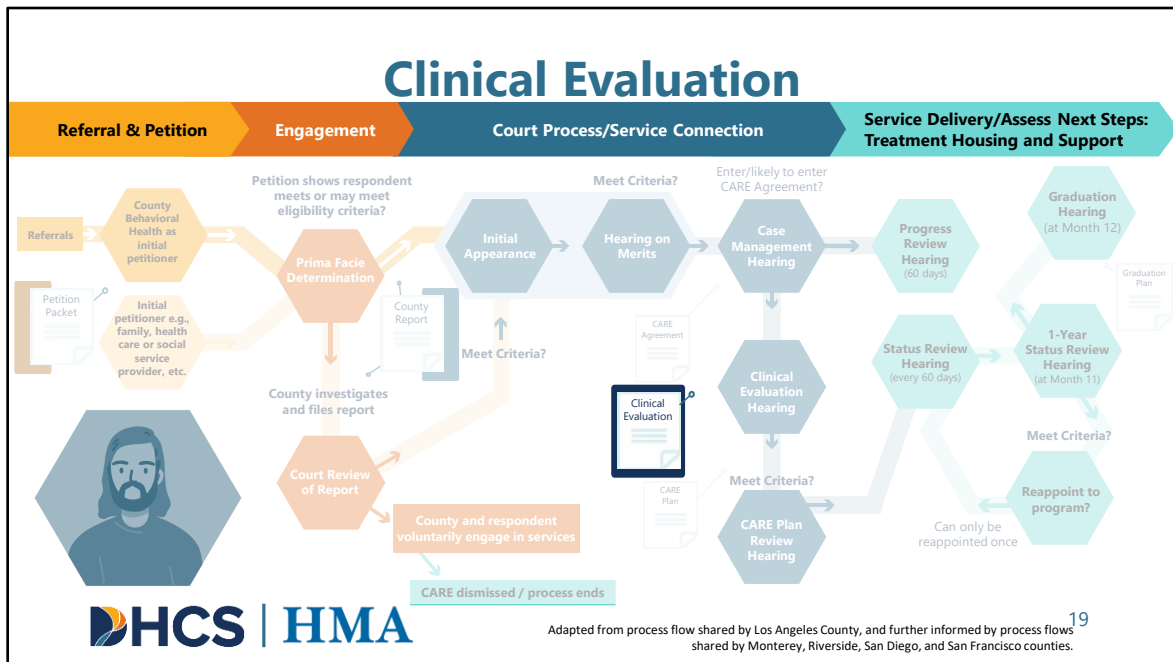 Clinical Evaluation
Referral & Petition
Engagement
Court Process/Service Connection
Service Delivery/Assess Next Steps:
Treatment Housing and Support
Referrals
County
Behavioral
Health as
initial
petitioner
Petition
Packet
Initial
petitioner e.g.,
family, health
care or social
service
provider, etc.
Petition shows respondent
meets or may meet
eligibility criteria?
Prima Facie
Determination
County
Report
County investigates
and files report
Court Review
of Report
County and respondent
voluntarily engage in services
CARE dismissed / process ends
Meet Criteria?
Initial
Appearance
Meet Criteria?
Hearing on
Merits
Enter/likely to enter
CARE Agreement?
Case
Management
Hearing
CARE
Agreement
Clinical
Evaluation
Clinical
Evaluation
Hearing
CARE
Plan
Meet Criteria?
CARE Plan
Review
Hearing
Progress
Review
Hearing
(60 days)
Status Review
Hearing
(every 60 days)
Graduation
Hearing
(at Month 12)
Graduation
Plan
1-Year
Status Review
Hearing
(at Month 11)
Meet Criteria?
Reappoint to
program?
Can only be
reappointed once
DHCS | HMA
Adapted from process flow shared by Los Angeles County, and further informed by process flows
shared by Monterey, Riverside, San Diego, and San Francisco counties.
19